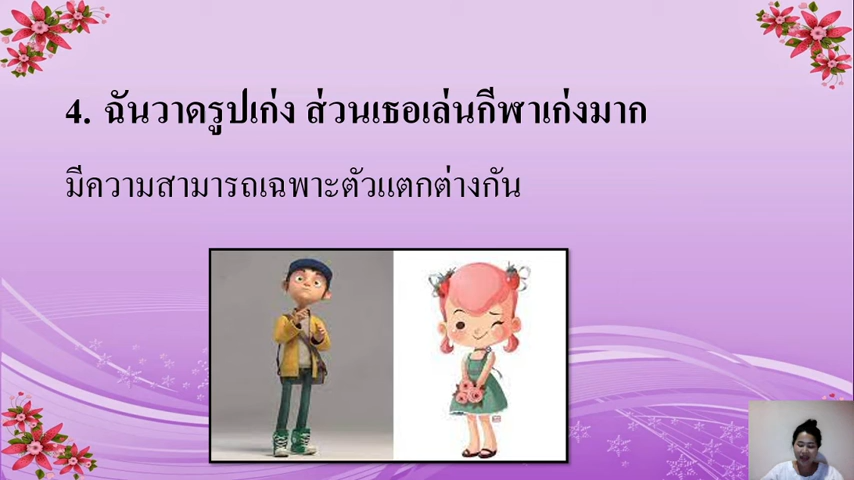 4. ฉันวาดรูปเก่ง ส่วนเธอเล่นกีฬาเก่งมาก
มีความสามารถเฉพาะตัวแตกต่างกัน